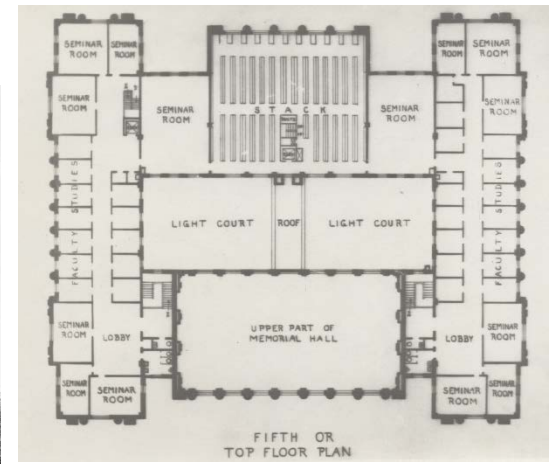 SEMINAR
ROOM
SEMINAR
ROOM
SEMINAR
ROOM
SEMINAR
ROOM
SEMINAR
ROOM
SEMINAR
ROOM
STACK
SEMINAR
ROOM
SEMINAR
ROOM
FACULTY STUDIES
LIGHT COURT
ROOF
LIGHT COURT
FACULTY STUDIES
SEMINAR
ROOM
LOBBY
UPPER PART OF
MEMORIAL HALL
LOBBY
SEMINAR
ROOM
SEMINAR
ROOM
SEMINAR
ROOM
SEMINAR
ROOM
SEMINAR
ROOM
FIFTH OR
TOP FLOOR PLAN